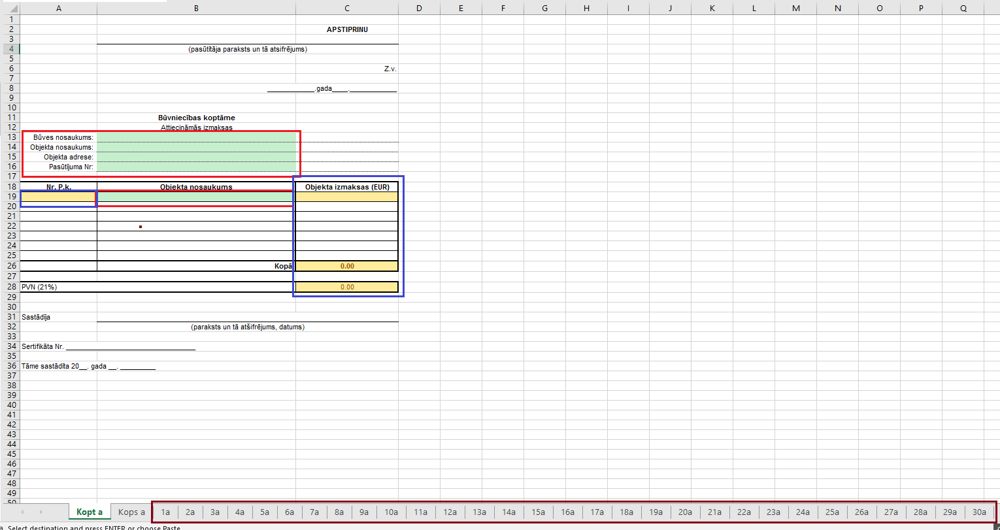 A B C D E F G H I J K L M N O P Q
1
2 APSTIPRINU
3
4 (pasūtītāja paraksts un tā atsifrējums)
5
6 Z.v.
7
8 ____________.gada____.____________
9
10
11 Būvniecības koptāme
12 Attiecināmās izmaksas
13 Būves nosaukums:
14 Objekta nosaukums:
15 Objekta adrese:
16 Pasūtījuma Nr:
17
18 Nr. P.k. Objekta nosaukums Objekta izmaksas (EUR)
19
20
21
22
23
24
25
26 Kopā 0.00
27
28 PVN (21%) 0.00
29
30
31 Sastādīja
32 (paraksts un tā atšifrējums, datums)
33
34 Sertifikāta Nr. _________________________________
35
36 Tāme sastādīta 20__. gada __. _________
37
38
39
40
41
42
43
44
45
46
47
48
49
50
Kopt a Kops a 1a 2a 3a 4a 5a 6a 7a 8a 9a 10a 11a 12a 13a 14a 15a 16a 17a 18a 19a 20a 21a 22a 23a 24a 25a 26a 27a 28a 29a 30a
a. Select destination and press ENTER or choose Paste